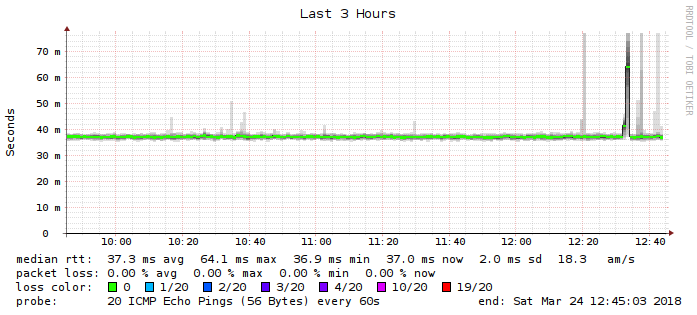 Last 3 Hours
RRDTOOL / TOBI OETIKER
Seconds
70 m
60 m
50 m
40 m
30 m
20 m
10 m
0
10:00 10:20 10:40 11:00 11:20 11:40 12:00 12:20 12:40
median rtt: 37.3 ms avg 64.1 ms max 36.9 ms min 37.0 ms now 2.0 ms sd 18.3 am/s
packet loss: 0.00 % avg 0.00 % max 0.00 % min 0.00 % now
loss color: 0 1/20 2/20 3/20 4/20 10/20 19/20
probe: 20 ICMP Echo Pings (56 Bytes) every 60s end: Sat Mar 24 12:45:03 2018